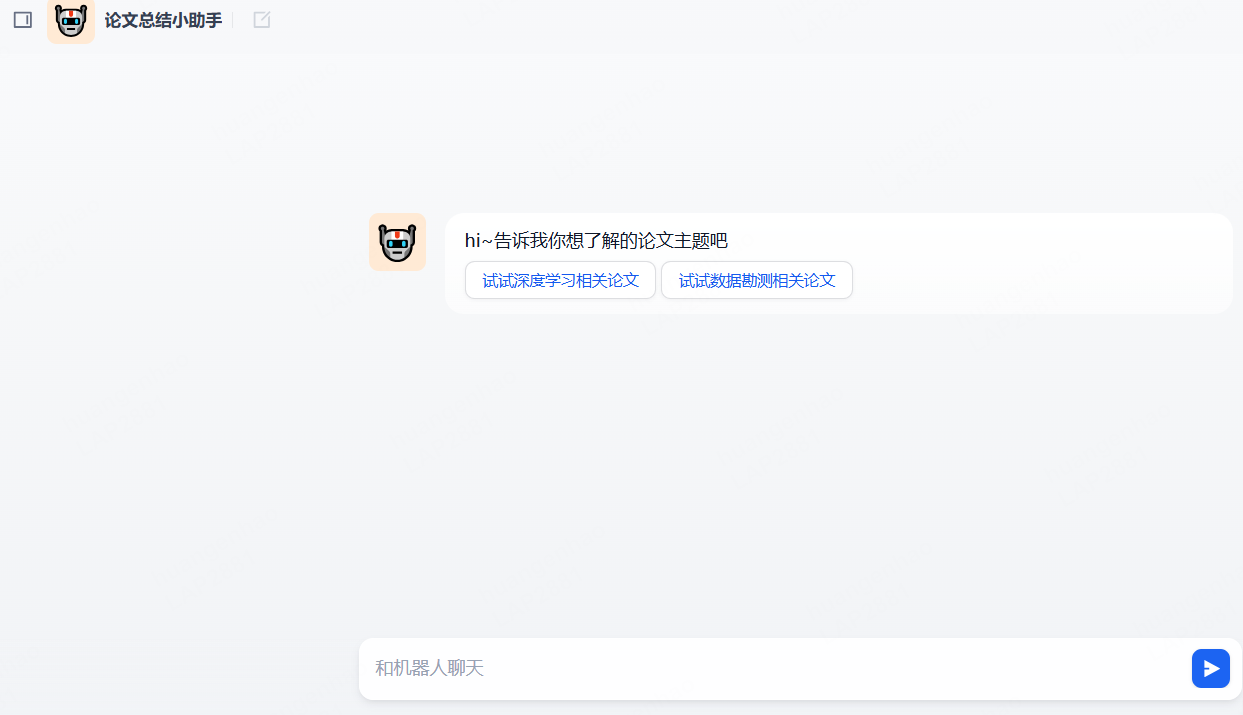 论文总结小助手
hi~告诉我你想了解的论文主题吧
试试深度学习相关论文 试试数据勘测相关论文
和机器人聊天